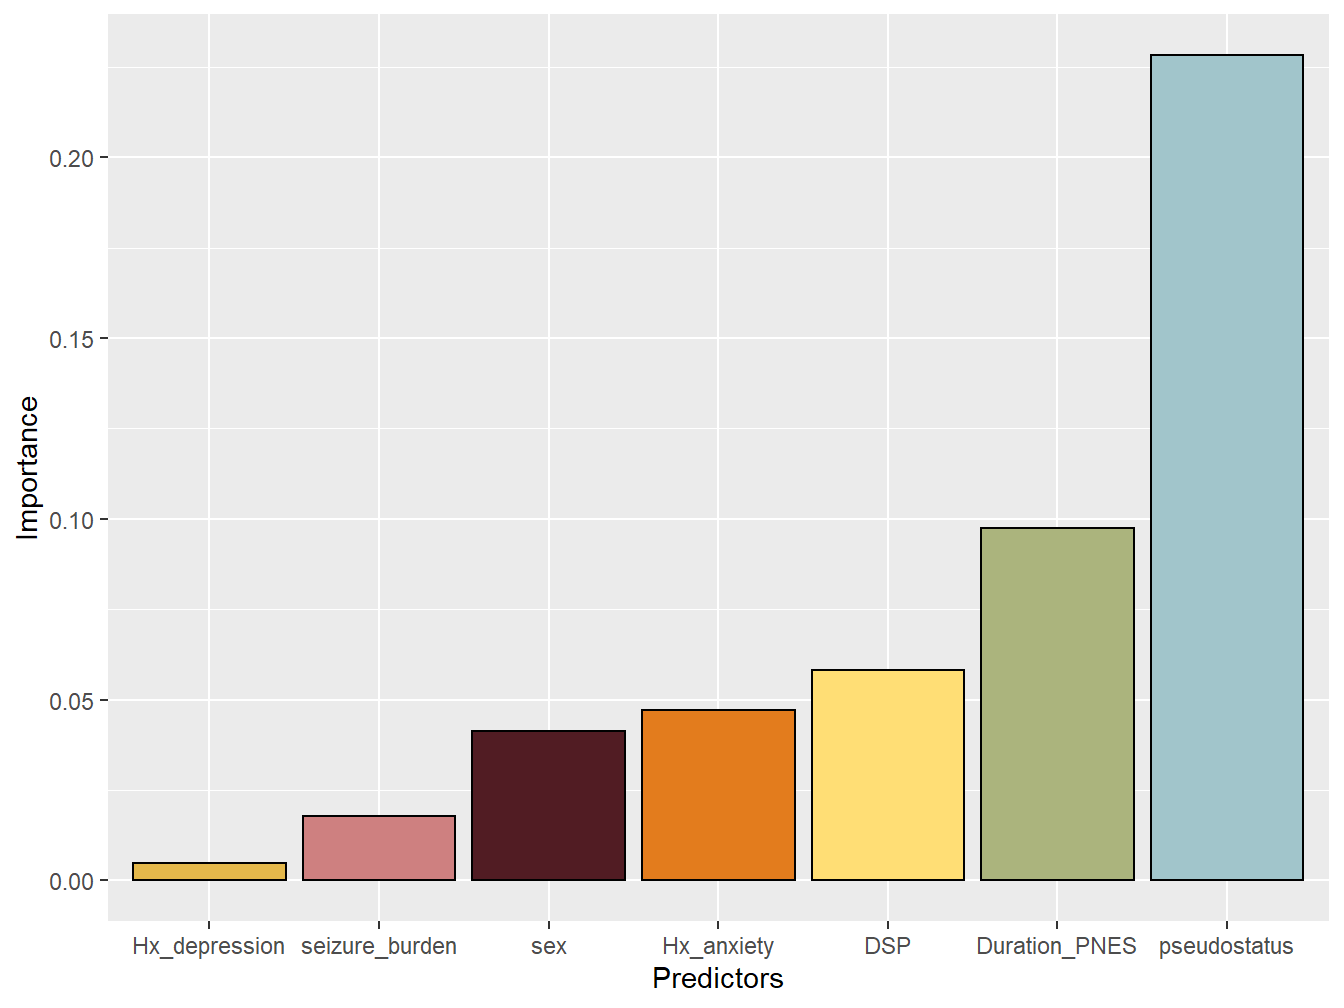 Importance
0.20
0.15
0.10
0.05
0.00
Hx_depression seizure_burden sex Hx_anxiety DSP Duration_PNES pseudostatus
Predictors